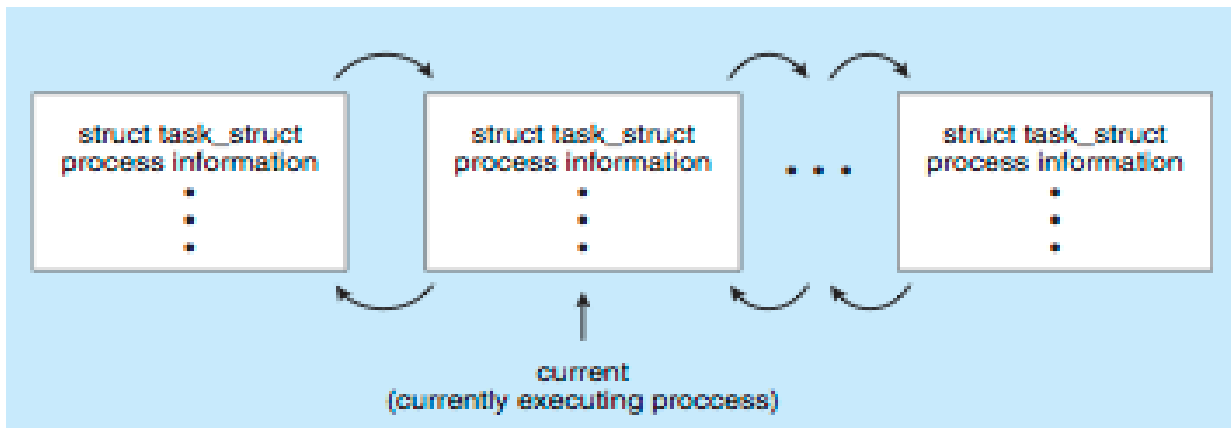 struct task_struct
process information
•
•
•
struct task_struct
process information
•
•
•
• • •
struct task_struct
process information
•
•
•
current
(currently executing proccess)